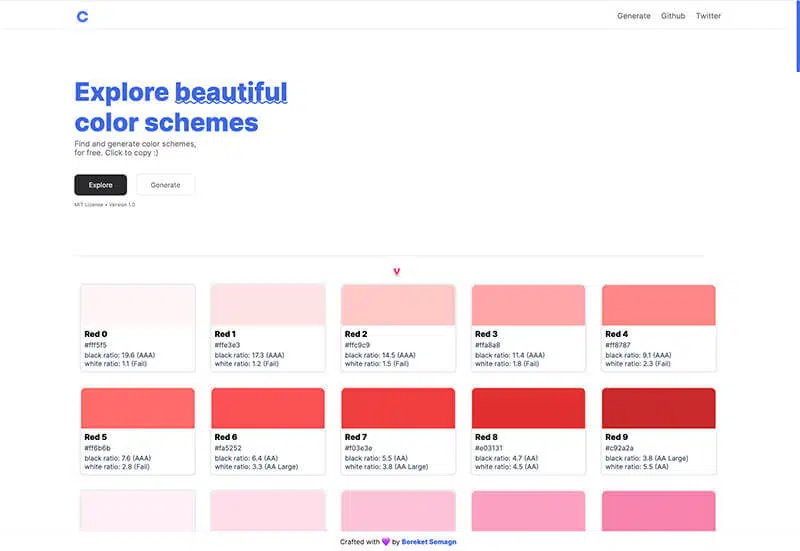 C
Generate Github Twitter
Explore beautiful
color schemes
Find and generate color schemes,
for free. Click to copy :)
Explore Generate
MIT License • Version 1.0
v
Red 0
#fff5f5
black ratio: 19.6 (AAA)
white ratio: 1.1 (Fail)
Red 1
#ffe3e3
black ratio: 17.3 (AAA)
white ratio: 1.2 (Fail)
Red 2
#ffc9c9
black ratio: 14.5 (AAA)
white ratio: 1.5 (Fail)
Red 3
#ffa8a8
black ratio: 11.4 (AAA)
white ratio: 1.8 (Fail)
Red 4
#ff8787
black ratio: 9.1 (AAA)
white ratio: 2.3 (Fail)
Red 5
#ff6b6b
black ratio: 7.6 (AAA)
white ratio: 2.8 (Fail)
Red 6
#fa5252
black ratio: 6.4 (AA)
white ratio: 3.3 (AA Large)
Red 7
#f03e3e
black ratio: 5.5 (AA)
white ratio: 3.8 (AA Large)
Red 8
#e03131
black ratio: 4.7 (AA)
white ratio: 4.5 (AA)
Red 9
#c92a2a
black ratio: 3.8 (AA Large)
white ratio: 5.5 (AA)
Crafted with 💜 by Bereket Semagn